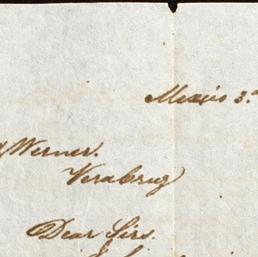 Mexico 3.
Werner.
Veracruz
Dear Sirs.